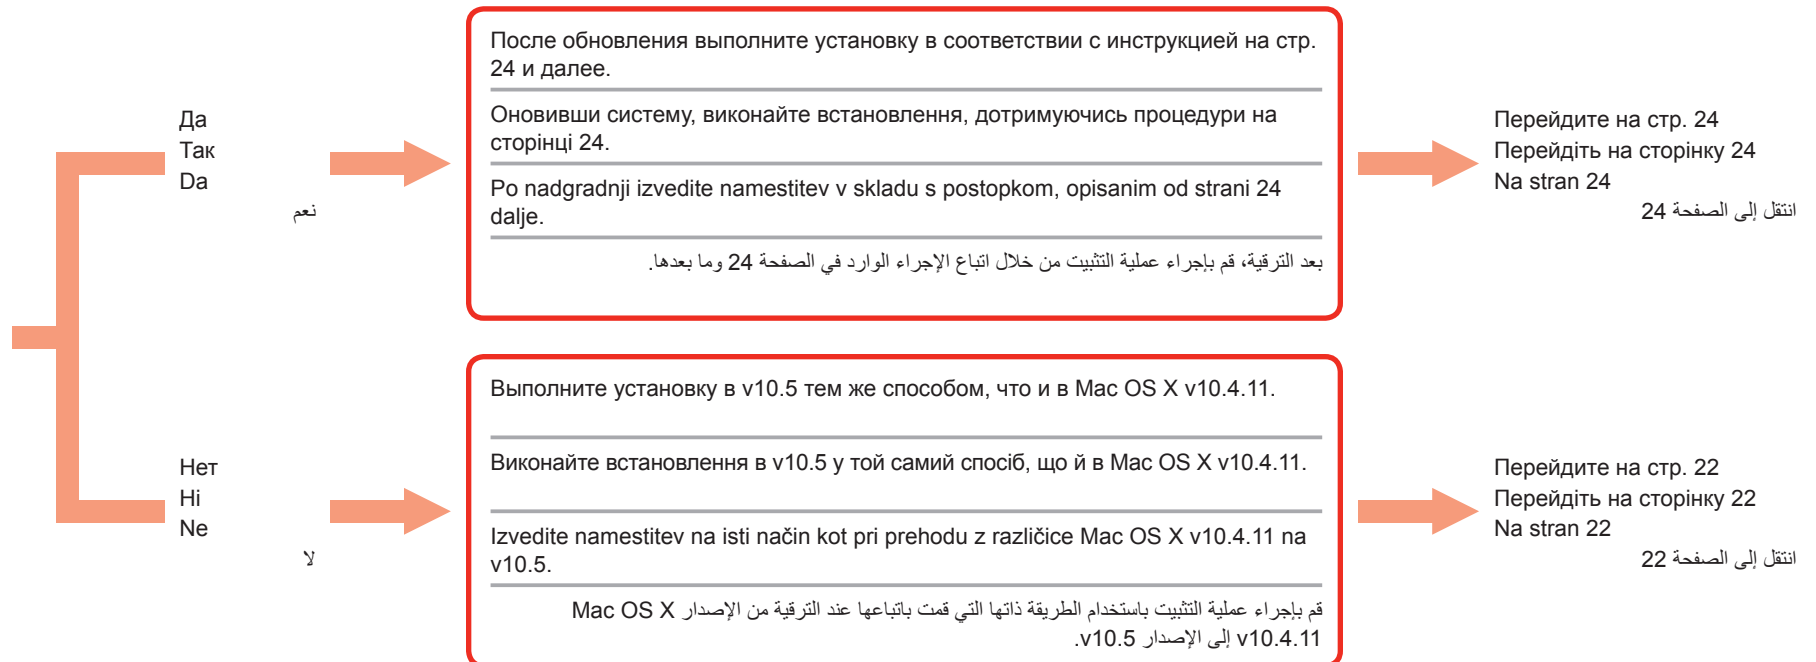 Да
Так
Da
نعم
После обновления выполните установку в соответствии с инструкцией на стр.
24 и далее.
Оновивши систему, виконайте встановлення, дотримуючись процедури на
сторінці 24.
Po nadgradnji izvedite namestitev v skladu s postopkom, opisanim od strani 24
dalje.
بعد الترقية، قم بإجراء عملية التثبيت من خلال اتباع الإجراء الوارد في الصفحة 24 وما بعدها.
Перейдите на стр. 24
Перейдіть на сторінку 24
Na stran 24
انتقل إلى الصفحة 24
Нет
Ні
Ne
لا
Выполните установку в v10.5 тем же способом, что и в Mac OS X v10.4.11.
Виконайте встановлення в v10.5 у той самий спосіб, що й в Mac OS X v10.4.11.
Izvedite namestitev na isti način kot pri prehodu z različice Mac OS X v10.4.11 na
v10.5.
قم بإجراء عملية التثبيت باستخدام الطريقة ذاتها التي قمت باتباعها عند الترقية من الإصدار Mac OS X
v10.4.11 إلى الإصدار v10.5.
Перейдите на стр. 22
Перейдіть на сторінку 22
Na stran 22
انتقل إلى الصفحة 22